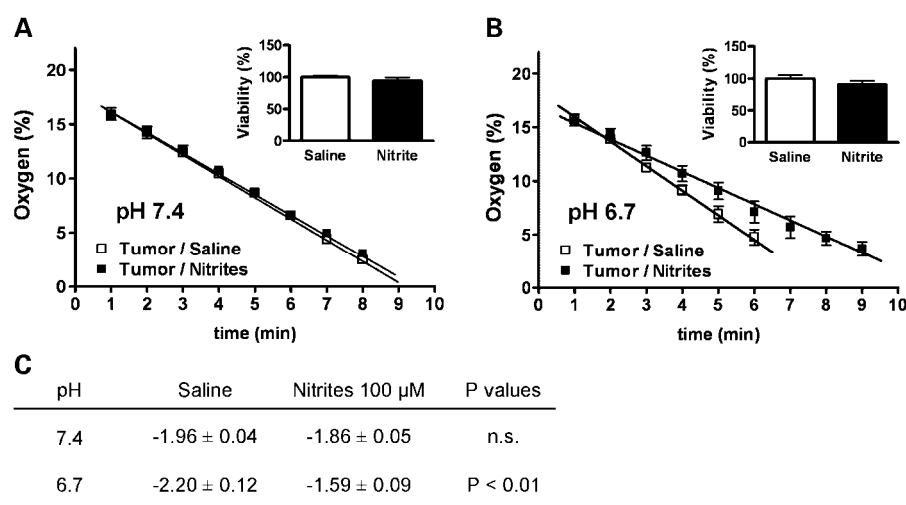 A
Oxygen (%)
20
15
10
5
0
0 1 2 3 4 5 6 7 8 9 10
time (min)
pH 7.4
Tumor / Saline
Tumor / Nitrites
Viability (%)
150
100
50
0
Saline Nitrite
B
Oxygen (%)
20
15
10
5
0
0 1 2 3 4 5 6 7 8 9 10
time (min)
pH 6.7
Tumor / Saline
Tumor / Nitrites
Viability (%)
150
100
50
0
Saline Nitrite
C
pH Saline Nitrites 100 µM P values
7.4 -1.96 ± 0.04 -1.86 ± 0.05 n.s.
6.7 -2.20 ± 0.12 -1.59 ± 0.09 P < 0.01